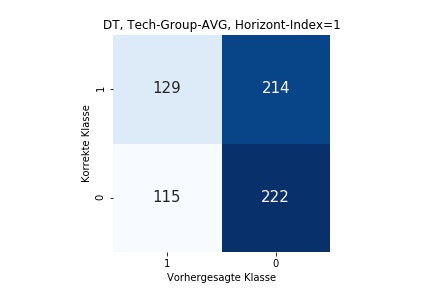 DT, Tech-Group-AVG, Horizont-Index=1
Korrekte Klasse
1
129 214
0
115 222
1 0
Vorhergesagte Klasse